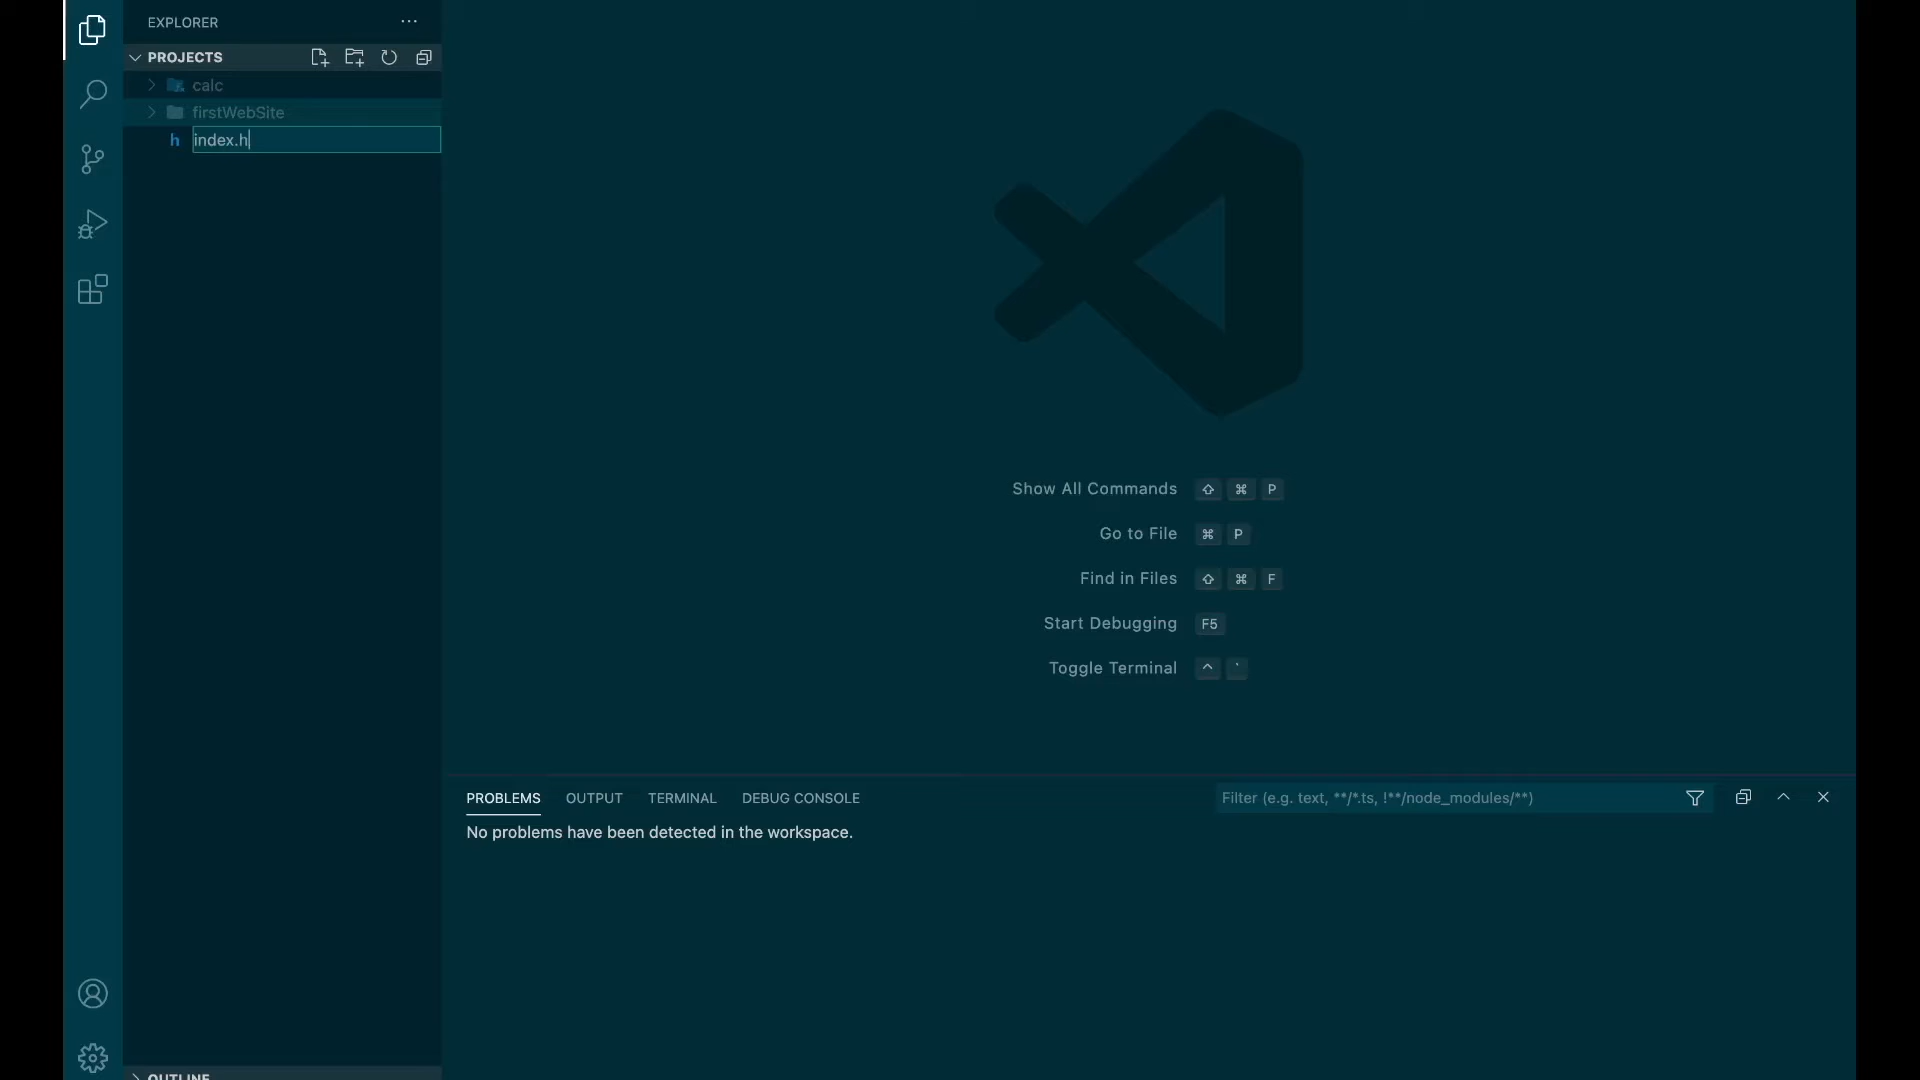 EXPLORER
PROJECTS
calc
firstWebSite
h index.h
Show All Commands ⇧ ⌘ P
Go to File ⌘ P
Find in Files ⇧ ⌘ F
Start Debugging F5
Toggle Terminal ^ `
PROBLEMS OUTPUT TERMINAL DEBUG CONSOLE Filter (e.g. text, **/*.ts, !**/node_modules/**)
No problems have been detected in the workspace.
OUTLINE